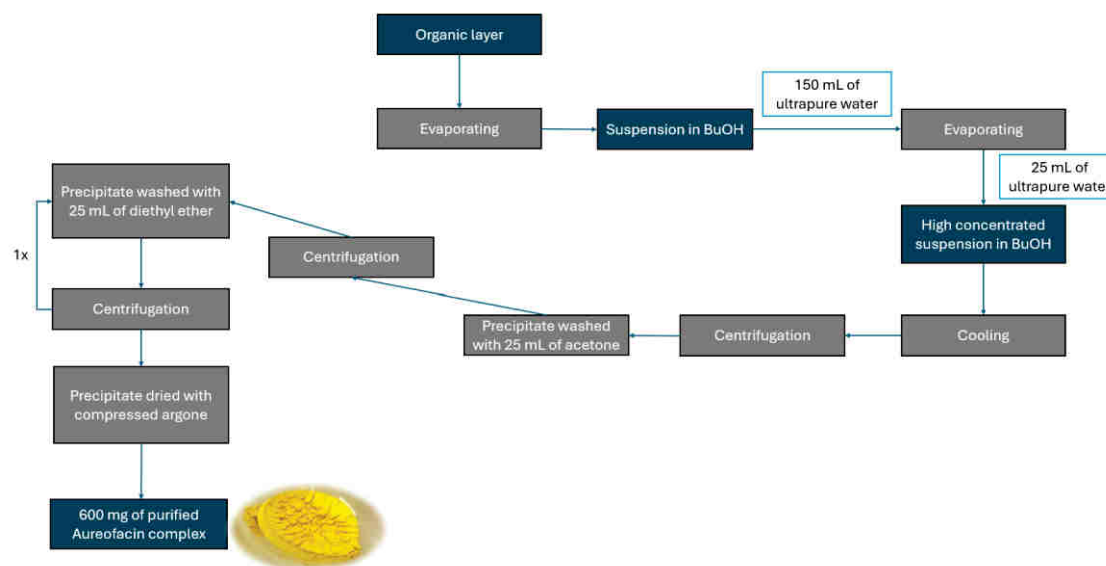 Organic layer
Evaporating
Suspension in BuOH
150 mL of
ultrapure water
Evaporating
25 mL of
ultrapure water
High concentrated
suspension in BuOH
Cooling
Centrifugation
Precipitate washed
with 25 mL of acetone
Centrifugation
Precipitate washed with
25 mL of diethyl ether
1x
Centrifugation
Precipitate dried with
compressed argone
600 mg of purified
Aureofacin complex